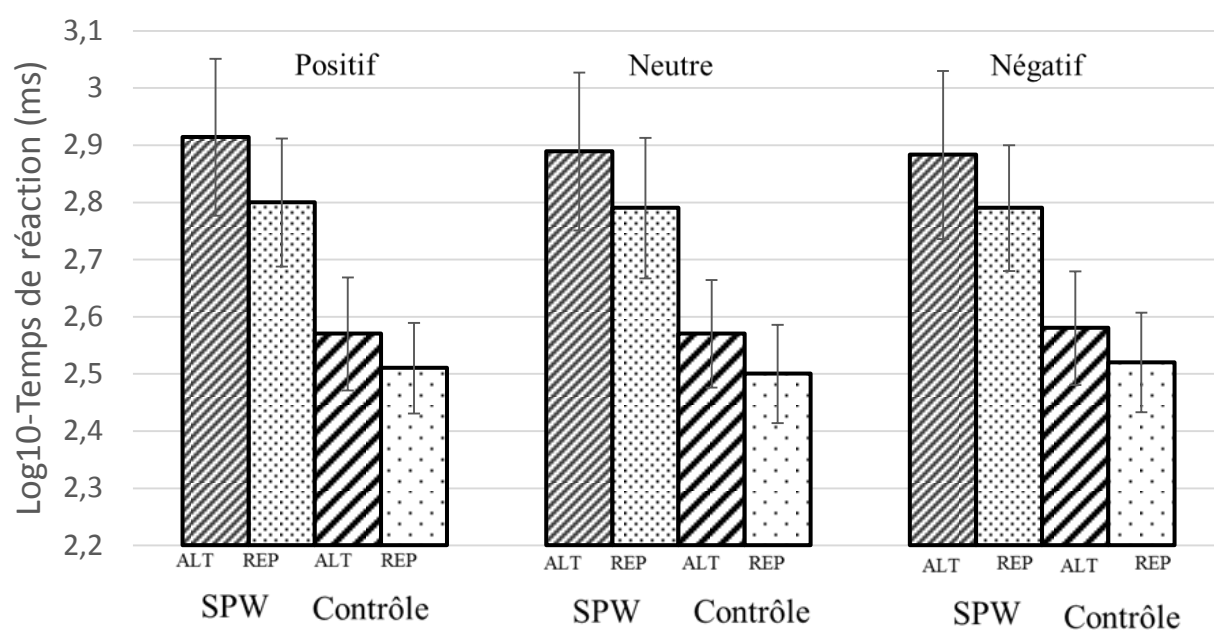 3,1
3
2,9
2,8
2,7
2,6
2,5
2,4
2,3
2,2
Log10-Temps de réaction (ms)
Positif Neutre Négatif
ALT REP ALT REP ALT REP ALT REP ALT REP ALT REP
SPW Contrôle SPW Contrôle SPW Contrôle